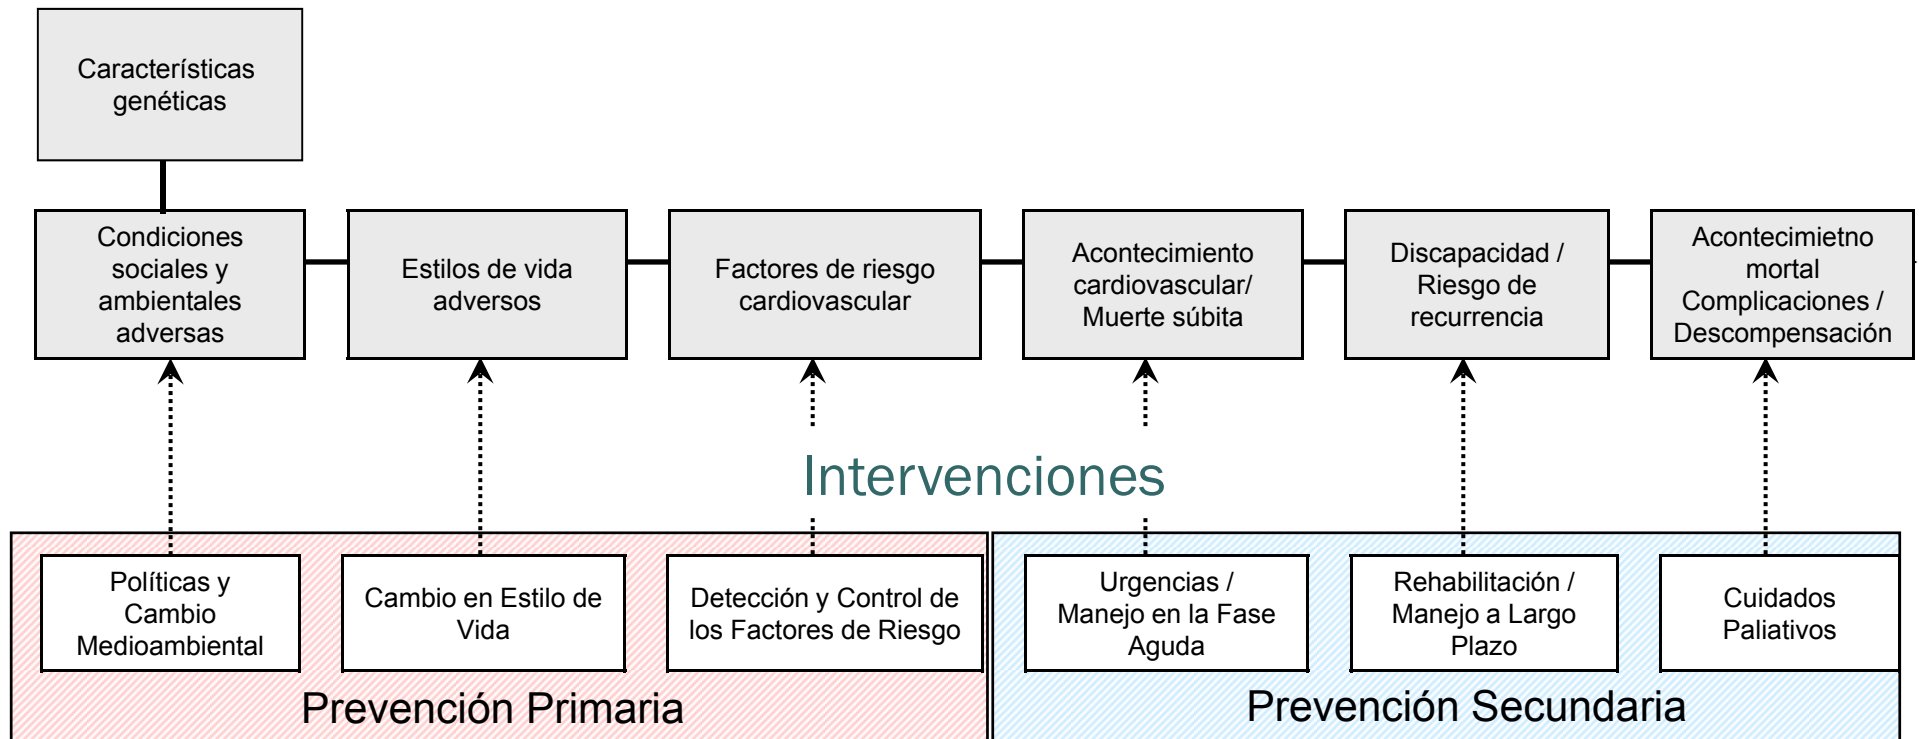 Características
genéticas
Condiciones
sociales y
ambientales
adversas
Estilos de vida
adversos
Factores de riesgo
cardiovascular
Acontecimiento
cardiovascular/
Muerte súbita
Discapacidad /
Riesgo de
recurrencia
Acontecimietno
mortal
Complicaciones /
Descompensación
Intervenciones
Políticas y
Cambio
Medioambiental
Cambio en Estilo de
Vida
Detección y Control de
los Factores de Riesgo
Urgencias /
Manejo en la Fase
Aguda
Rehabilitación /
Manejo a Largo
Plazo
Cuidados
Paliativos
Prevención Primaria
Prevención Secundaria